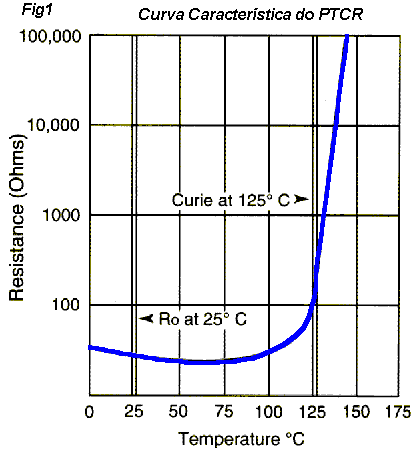 Fig1
Curva Característica do PTCR
100,000
10,000
1000
100
Resistance (Ohms)
Curie at 125° C
Ro at 25° C
0 25 50 75 100 125 150 175
Temperature °C